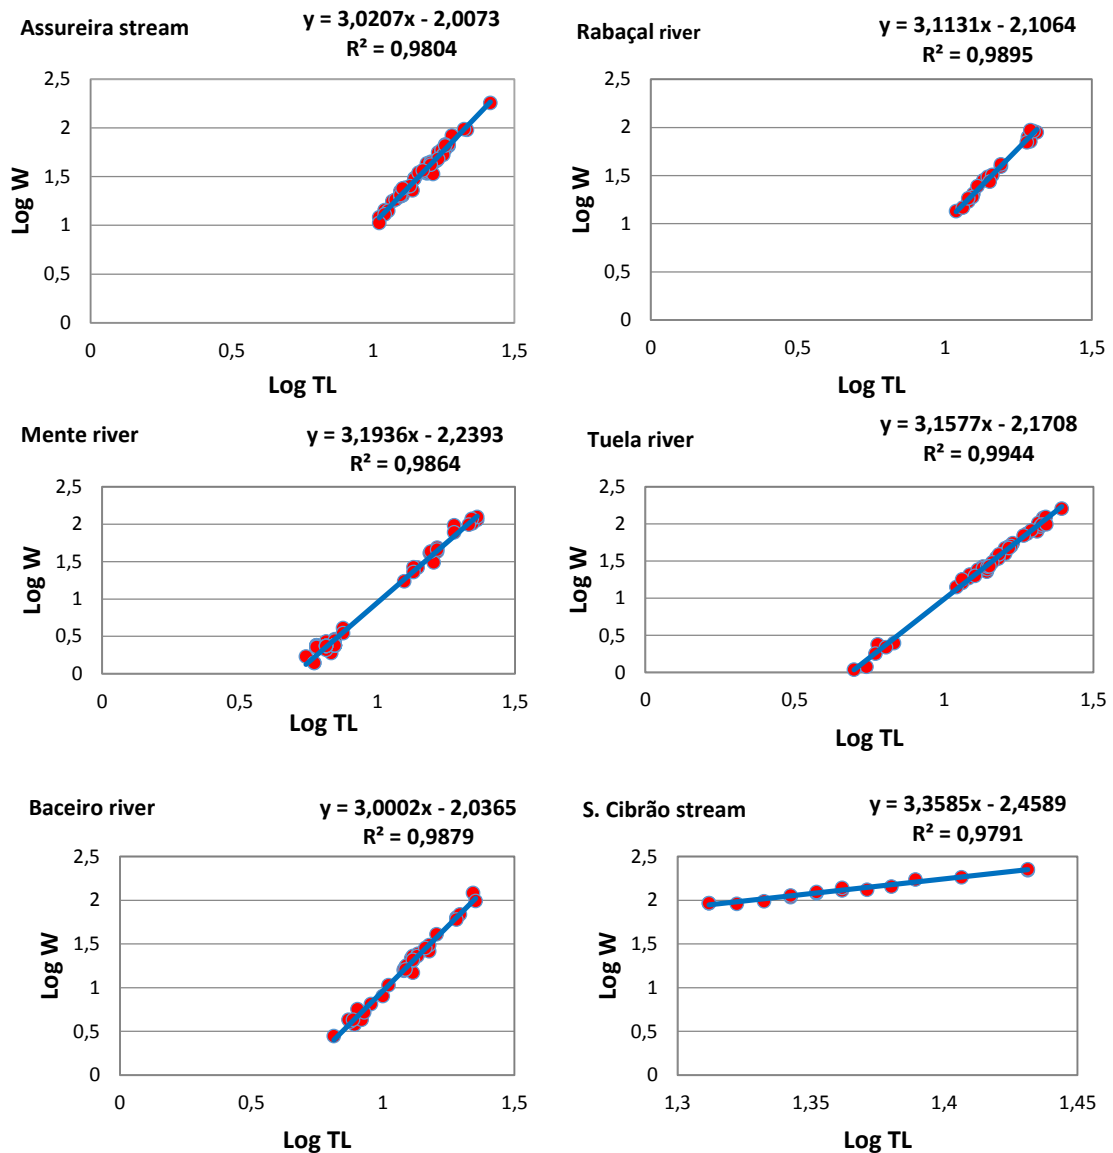 Assureira stream
y = 3,0207x - 2,0073
R² = 0,9804
2,5
2
1,5
1
0,5
0
Log W
0 0,5 1 1,5
Log TL
Rabaçal river
y = 3,1131x - 2,1064
R² = 0,9895
2,5
2
1,5
1
0,5
0
Log W
0 0,5 1 1,5
Log TL
Mente river
y = 3,1936x - 2,2393
R² = 0,9864
2,5
2
1,5
1
0,5
0
Log W
0 0,5 1 1,5
Log TL
Tuela river
y = 3,1577x - 2,1708
R² = 0,9944
2,5
2
1,5
1
0,5
0
Log W
0 0,5 1 1,5
Log TL
Baceiro river
y = 3,0002x - 2,0365
R² = 0,9879
2,5
2
1,5
1
0,5
0
Log W
0 0,5 1 1,5
Log TL
S. Cibrão stream
y = 3,3585x - 2,4589
R² = 0,9791
2,5
2
1,5
1
0,5
0
Log W
1,3 1,35 1,4 1,45
Log TL